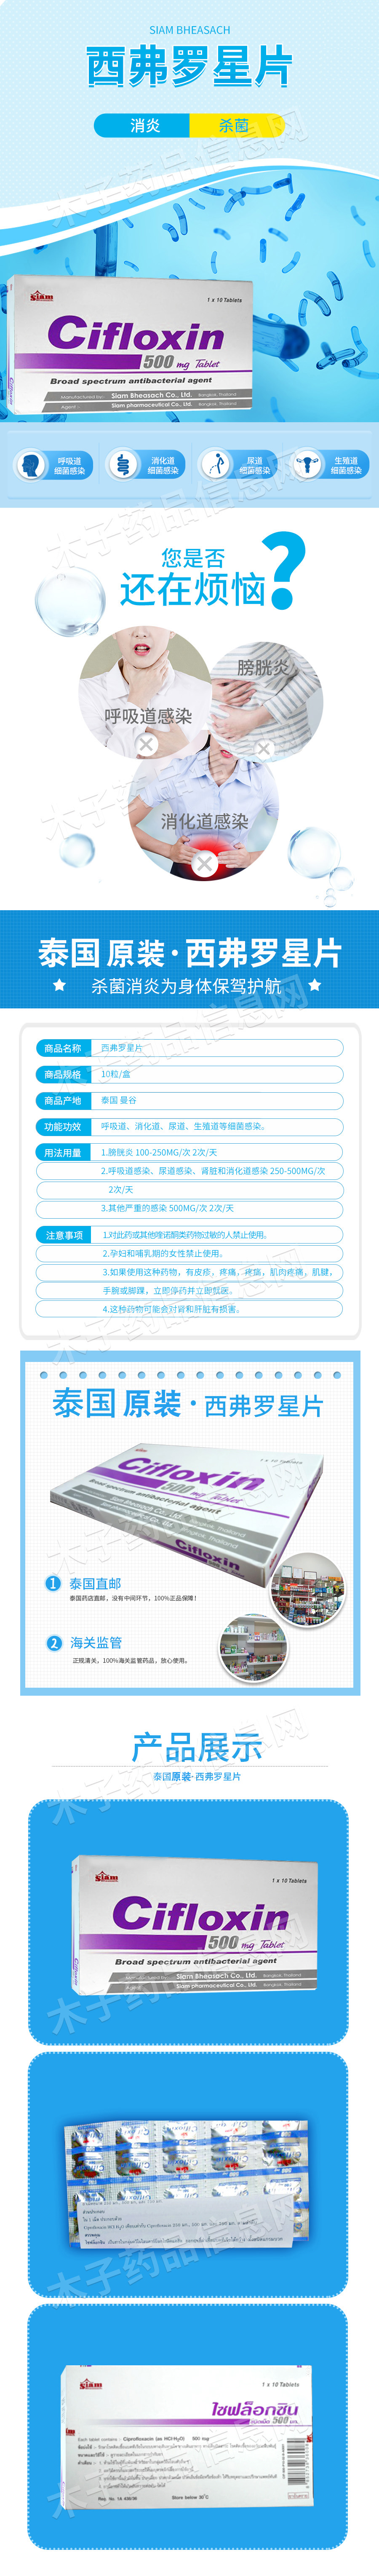 SIAM BHEASACH
西弗罗星片
消炎
杀菌
siam
1 x 10 Tablets
Cifloxin
500 mg Tablet
Broad spectrum antibacterial agent
Manufactured by: Siam Bheasach Co., Ltd. Bangkok, Thailand
Agent: Siam pharmaceutical Co., Ltd. Bangkok, Thailand
Cifloxin
呼吸道
细菌感染
消化道
细菌感染
尿道
细菌感染
生殖道
细菌感染
您是否
还在烦恼?
呼吸道感染
膀胱炎
消化道感染
泰国 原装·西弗罗星片
杀菌消炎为身体保驾护航
商品名称 西弗罗星片
商品规格 10粒/盒
商品产地 泰国 曼谷
功能功效 呼吸道、消化道、尿道、生殖道等细菌感染。
用法用量 1.膀胱炎 100-250MG/次 2次/天
2.呼吸道感染、尿道感染、肾脏和消化道感染 250-500MG/次
2次/天
3.其他严重的感染 500MG/次 2次/天
注意事项 1.对此药或其他喹诺酮类药物过敏的人禁止使用。
2.孕妇和哺乳期的女性禁止使用。
3.如果使用这种药物，有皮疹，疼痛，疼痛，肌肉疼痛，肌腱，
手腕或脚踝，立即停药并立即就医。
4.这种药物可能会对肾和肝脏有损害。
泰国 原装·西弗罗星片
1 x 10 Tablets
Cifloxin
500 mg Tablet
Broad spectrum antibacterial agent
Cifloxin
1 泰国直邮
泰国药店直邮，没有中间环节，100%正品保障！
2 海关监管
正规清关，100%海关监管药品，放心使用。
产品展示
泰国原装·西弗罗星片
siam
1 x 10 Tablets
Cifloxin
500 mg Tablet
Broad spectrum antibacterial agent
Siam Bheasach Co., Ltd. Bangkok, Thailand
Siam pharmaceutical Co., Ltd. Bangkok, Thailand
Cifloxin
siam
1 x 10 Tablets
ไซฟล็อกซิน
500 มก.
Store below 30°C
木子药品信息网